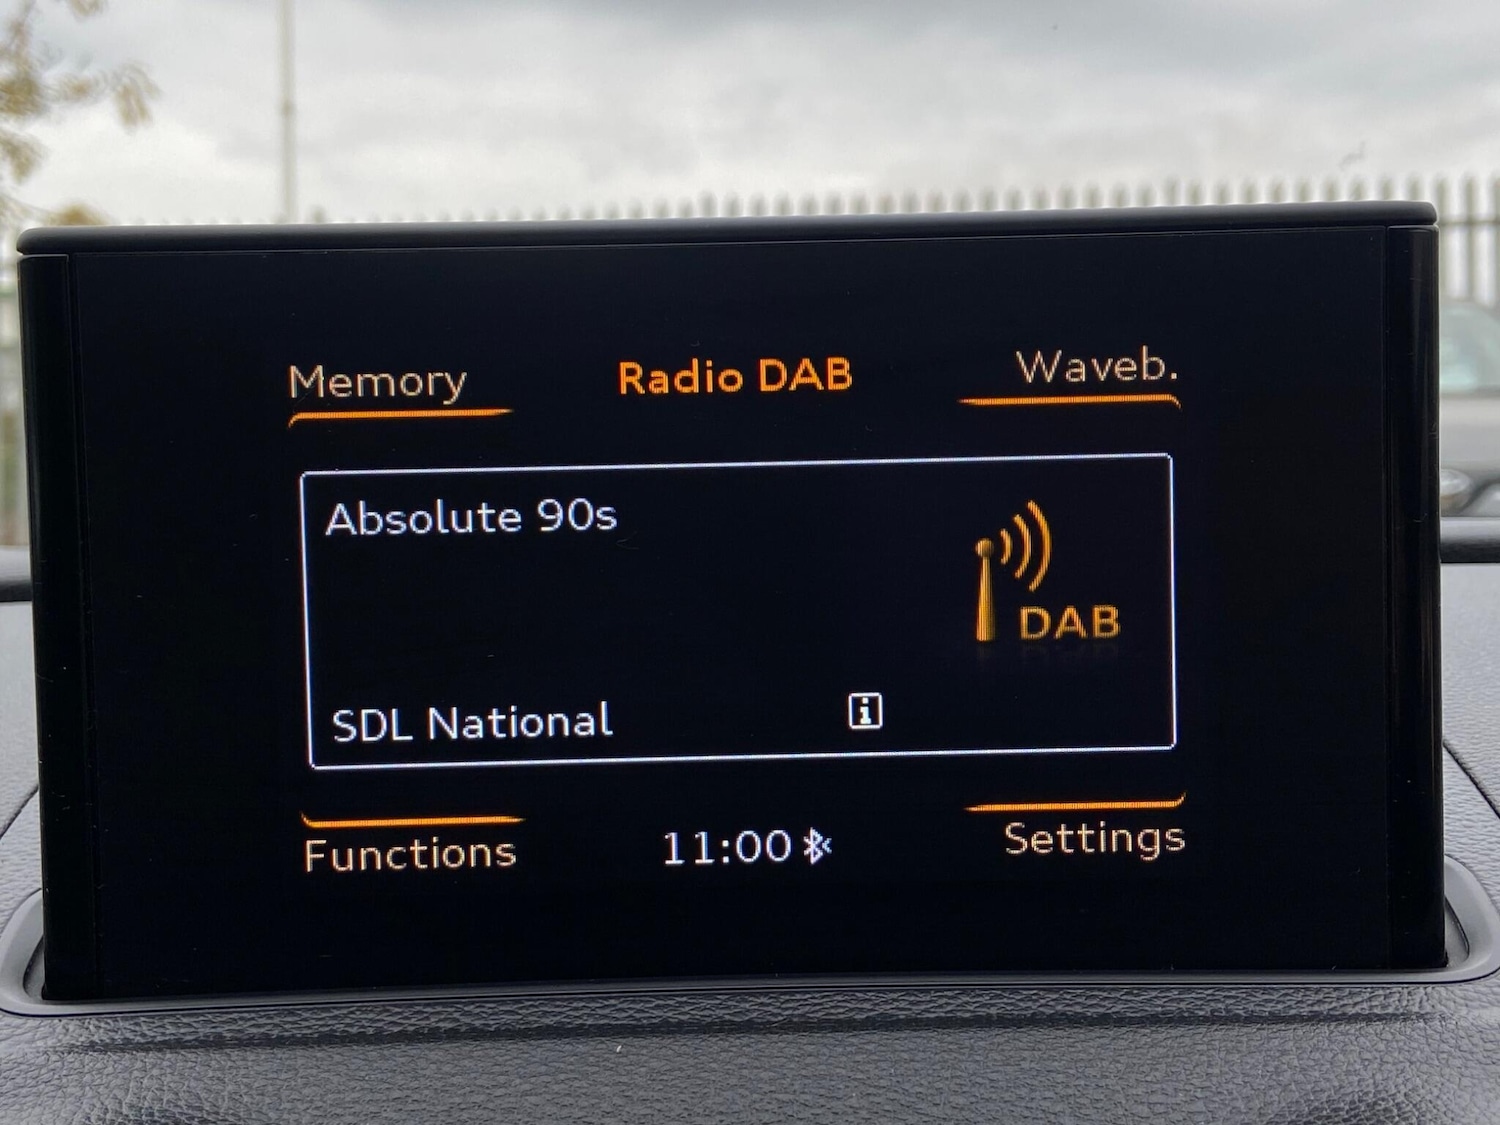 Memory
Radio DAB
Waveb.
Absolute 90s
DAB
SDL National
i
Functions
11:00
Settings